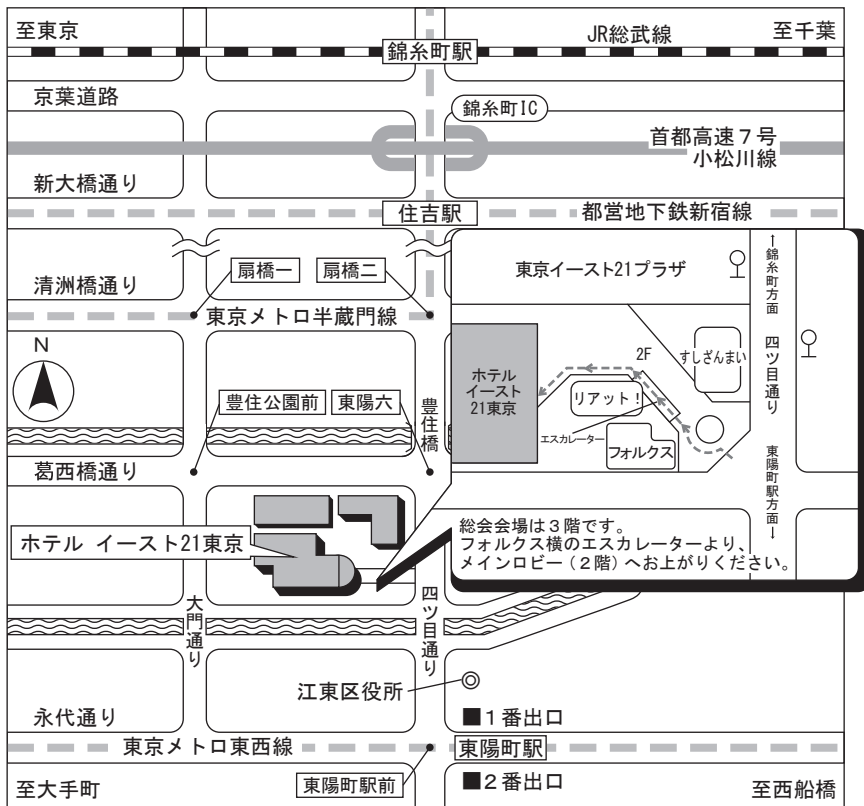 至東京
JR総武線
至千葉
錦糸町駅
京葉道路
錦糸町IC
首都高速7号
小松川線
新大橋通り
住吉駅
都営地下鉄新宿線
清洲橋通り
扇橋一
扇橋二
東京メトロ半蔵門線
N
豊住公園前
東陽六
豊住橋
葛西橋通り
ホテル イースト21東京
大門通り
四ツ目通り
江東区役所
永代通り
■1番出口
東京メトロ東西線
東陽町駅
東陽町駅前
■2番出口
至大手町
至西船橋
東京イースト21プラザ
←錦糸町方面
四ツ目通り
東陽町駅方面→
すしざんまい
2F
ホテル
イースト
21東京
リアット!
エスカレーター
フォルクス
総会会場は3階です。
フォルクス横のエスカレーターより、
メインロビー(2階)へお上がりください。